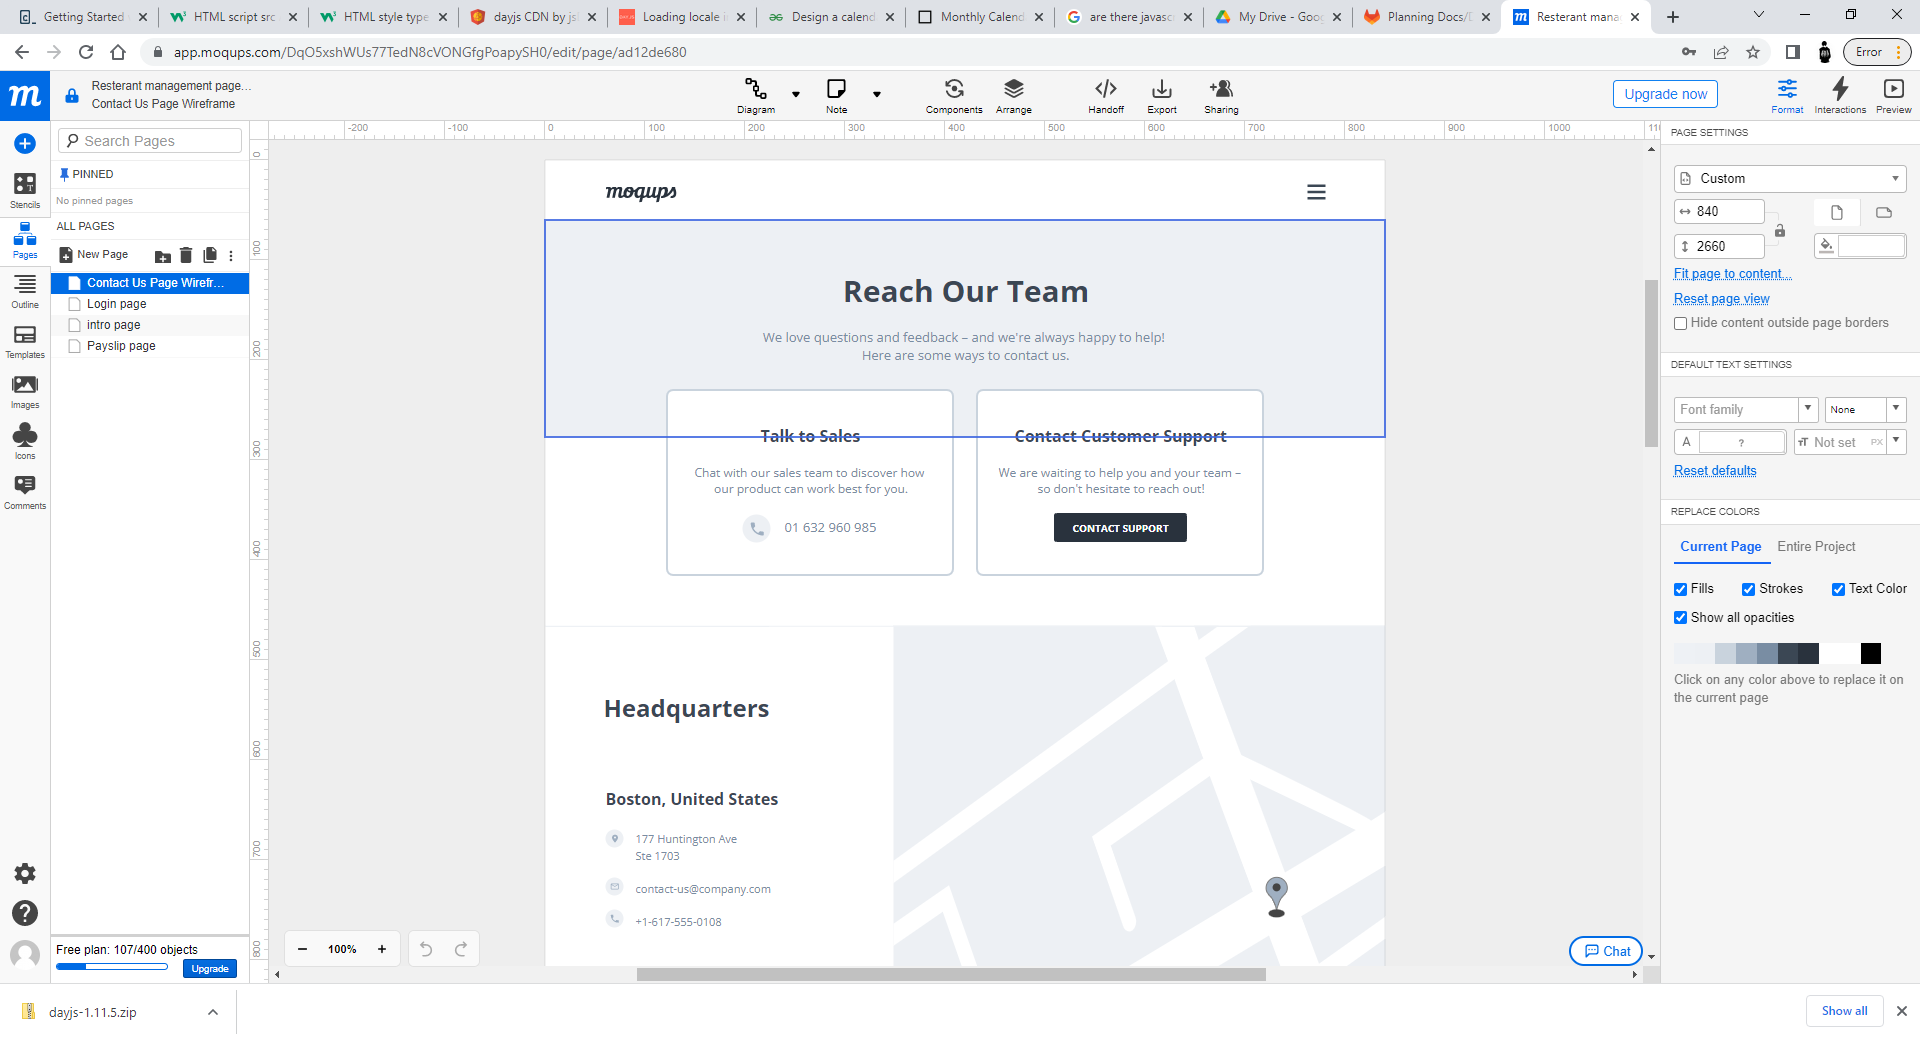 Getting Started
HTML script src
HTML style type
dayjs CDN by js
Loading locale i
Design a calend
Monthly Calend
are there javasc
My Drive - Goog
Planning Docs/
Resterant mana
app.moqups.com/DqO5xshWUs77TedN8cVONGfgPoapySH0/edit/page/ad12de680
Error
m
Resterant management page...
Contact Us Page Wireframe
Diagram
Note
Components
Arrange
Handoff
Export
Sharing
Upgrade now
Format
Interactions
Preview
Stencils
Pages
Outline
Templates
Images
Icons
Comments
Search Pages
PINNED
No pinned pages
ALL PAGES
New Page
Contact Us Page Wirefr...
Login page
intro page
Payslip page
Free plan: 107/400 objects
Upgrade
-200 -100 0 100 200 300 400 500 600 700 800 900 1000 110
0 100 200 300 400 500 600 700 800
moqups
Reach Our Team
We love questions and feedback – and we're always happy to help!
Here are some ways to contact us.
Talk to Sales
Chat with our sales team to discover how
our product can work best for you.
01 632 960 985
Contact Customer Support
We are waiting to help you and your team –
so don't hesitate to reach out!
CONTACT SUPPORT
Headquarters
Boston, United States
177 Huntington Ave
Ste 1703
contact-us@company.com
+1-617-555-0108
100%
Chat
PAGE SETTINGS
Custom
840
2660
Fit page to content...
Reset page view
Hide content outside page borders
DEFAULT TEXT SETTINGS
Font family
None
A
?
Not set
PX
Reset defaults
REPLACE COLORS
Current Page
Entire Project
Fills
Strokes
Text Color
Show all opacities
Click on any color above to replace it on
the current page
dayjs-1.11.5.zip
Show all